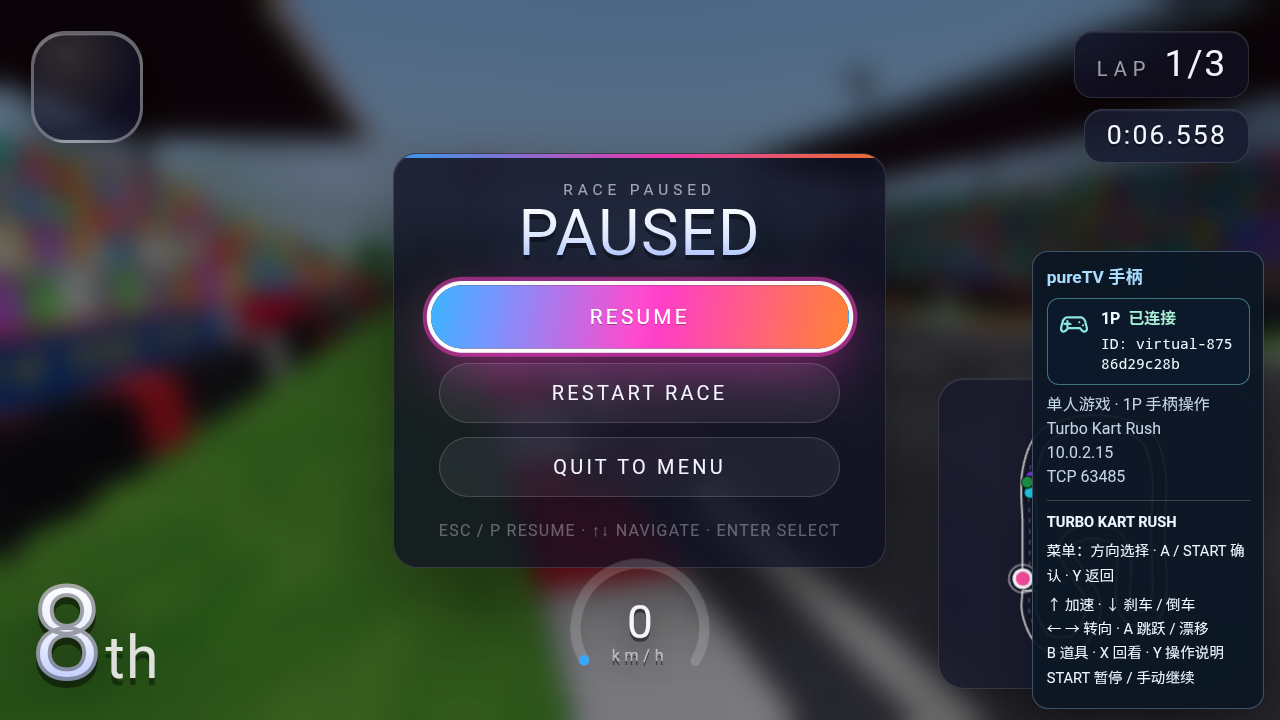 LAP 1/3
0:06.558
RACE PAUSED
PAUSED
RESUME
RESTART RACE
QUIT TO MENU
ESC / P RESUME · ↑↓ NAVIGATE · ENTER SELECT
8th
0
km/h
pureTV 手柄
1P 已连接
ID: virtual-875
86d29c28b
单人游戏 · 1P 手柄操作
Turbo Kart Rush
10.0.2.15
TCP 63485
TURBO KART RUSH
菜单：方向选择 · A / START 确
认 · Y 返回
↑ 加速 · ↓ 刹车 / 倒车
← → 转向 · A 跳跃 / 漂移
B 道具 · X 回看 · Y 操作说明
START 暂停 / 手动继续